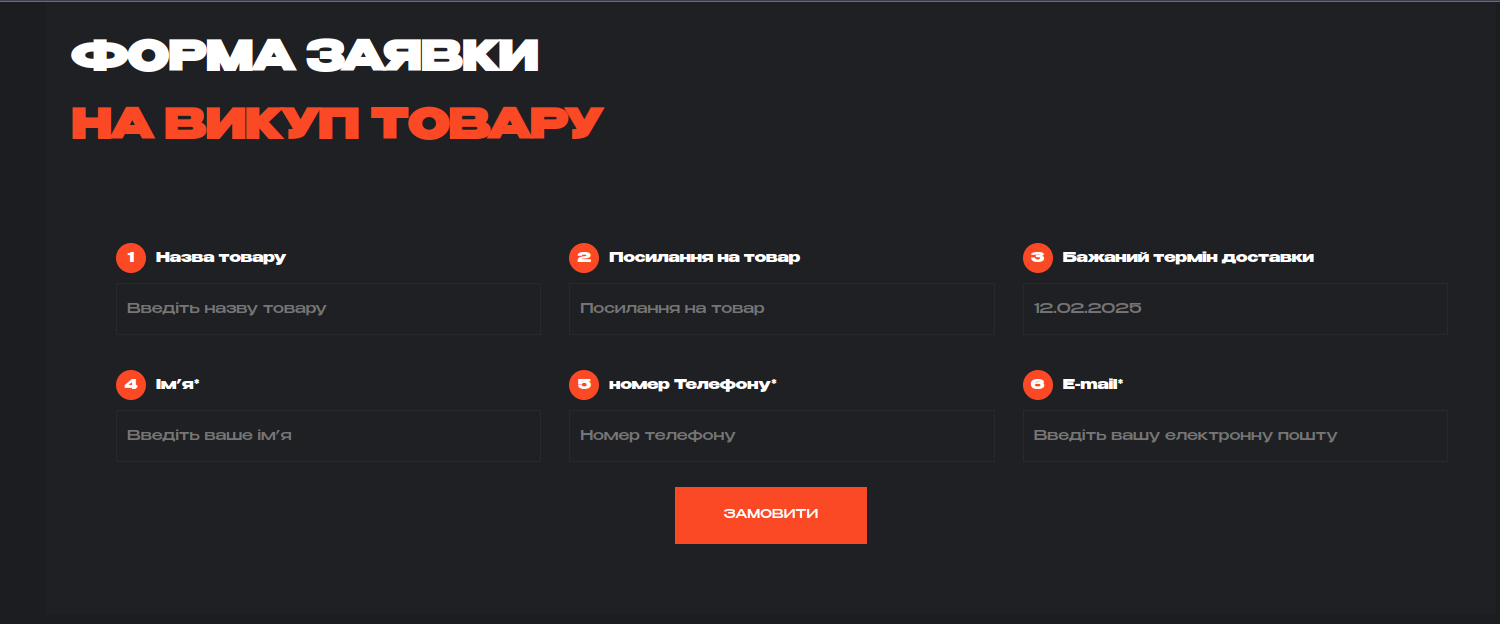 ФОРМА ЗАЯВКИ
НА ВИКУП ТОВАРУ
1 Назва товару
2 Посилання на товар
3 Бажаний термін доставки
Введіть назву товару
Посилання на товар
12.02.2025
4 Ім'я*
5 номер Телефону*
6 E-mail*
Введіть ваше ім'я
Номер телефону
Введіть вашу електронну пошту
ЗАМОВИТИ